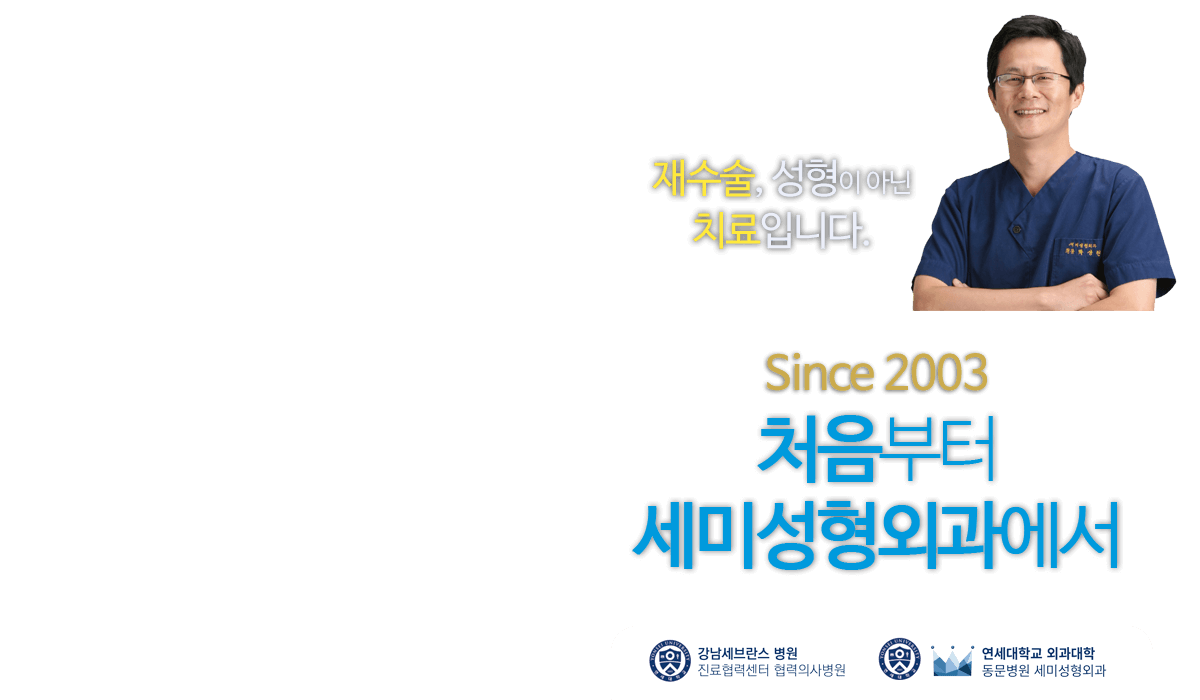 재수술, 성형이 아닌
치료입니다.
Since 2003
처음부터
세미성형외과에서
강남세브란스 병원
진료협력센터 협력의사병원
연세대학교 외과대학
동문병원 세미성형외과